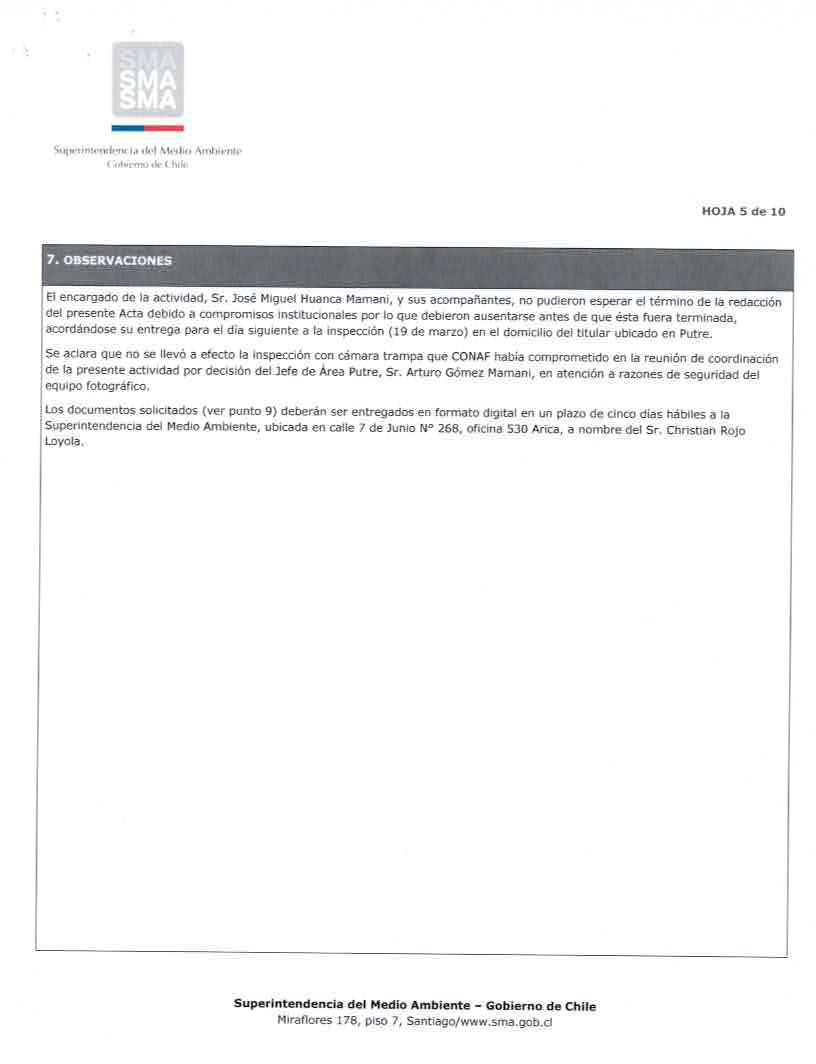 SMA
SMA
SMA
Superintendencia del Medio Ambiente
Gobierno de Chile
HOJA 5 de 10
7. OBSERVACIONES
El encargado de la actividad, Sr. José Miguel Huanca Mamani, y sus acompañantes, no pudieron esperar el término de la redacción
del presente Acta debido a compromisos institucionales por lo que debieron ausentarse antes de que ésta fuera terminada,
acordándose su entrega para el día siguiente a la inspección (19 de marzo) en el domicilio del titular ubicado en Putre.
Se aclara que no se llevó a efecto la inspección con cámara trampa que CONAF había comprometido en la reunión de coordinación
de la presente actividad por decisión del Jefe de Área Putre, Sr. Arturo Gómez Mamani, en atención a razones de seguridad del
equipo fotográfico.
Los documentos solicitados (ver punto 9) deberán ser entregados en formato digital en un plazo de cinco días hábiles a la
Superintendencia del Medio Ambiente, ubicada en calle 7 de Junio N° 268, oficina 530 Arica, a nombre del Sr. Christian Rojo
Loyola.
Superintendencia del Medio Ambiente – Gobierno de Chile
Miraflores 178, piso 7, Santiago/www.sma.gob.cl